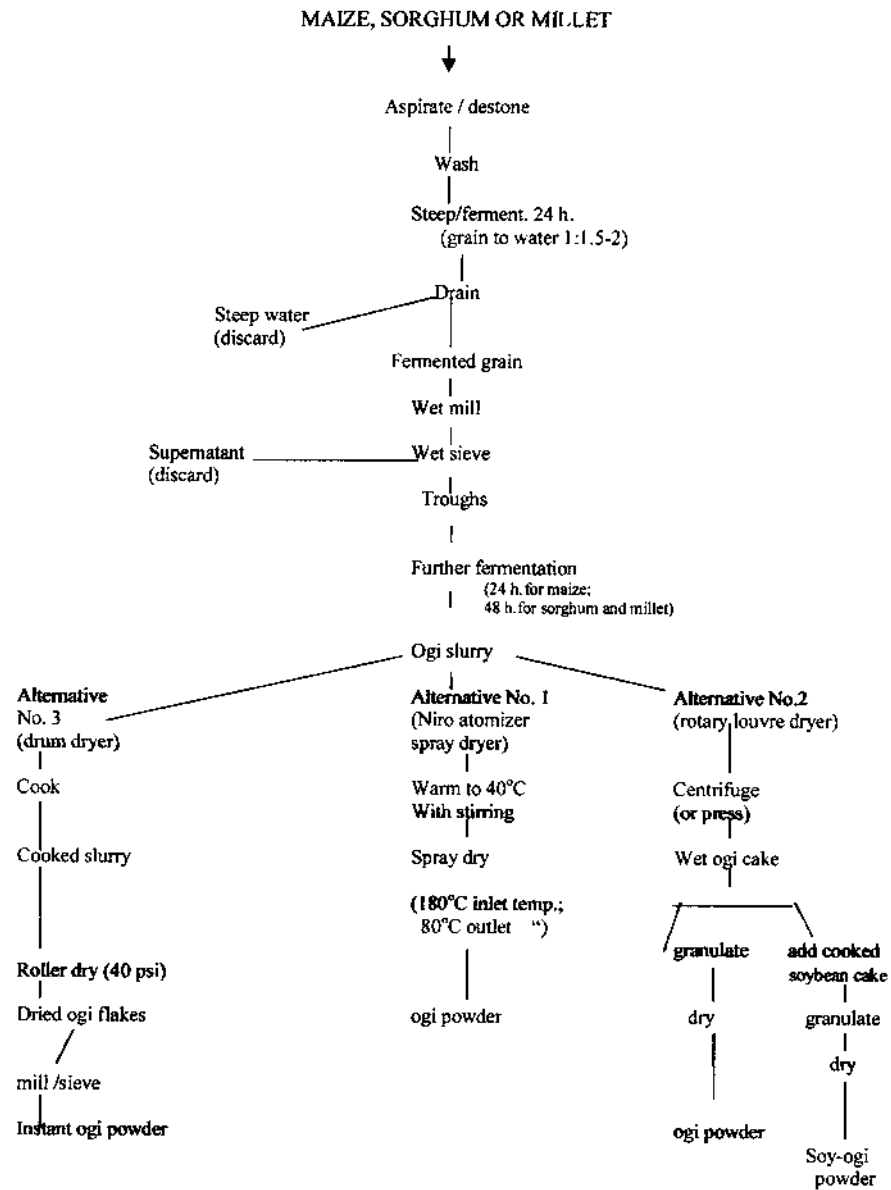 MAIZE, SORGHUM OR MILLET
Aspirate / destone
Wash
Steep/ferment. 24 h.
(grain to water 1:1.5-2)
Drain
Steep water
(discard)
Fermented grain
Wet mill
Supernatant
(discard)
Wet sieve
Troughs
Further fermentation
(24 h. for maize;
48 h. for sorghum and millet)
Ogi slurry
Alternative
No. 3
(drum dryer)
Cook
Cooked slurry
Roller dry (40 psi)
Dried ogi flakes
mill /sieve
Instant ogi powder
Alternative No. 1
(Niro atomizer
spray dryer)
Warm to 40°C
With stirring
Spray dry
(180°C inlet temp.;
80°C outlet “)
ogi powder
Alternative No.2
(rotary louvre dryer)
Centrifuge
(or press)
Wet ogi cake
granulate
dry
ogi powder
add cooked
soybean cake
granulate
dry
Soy-ogi
powder